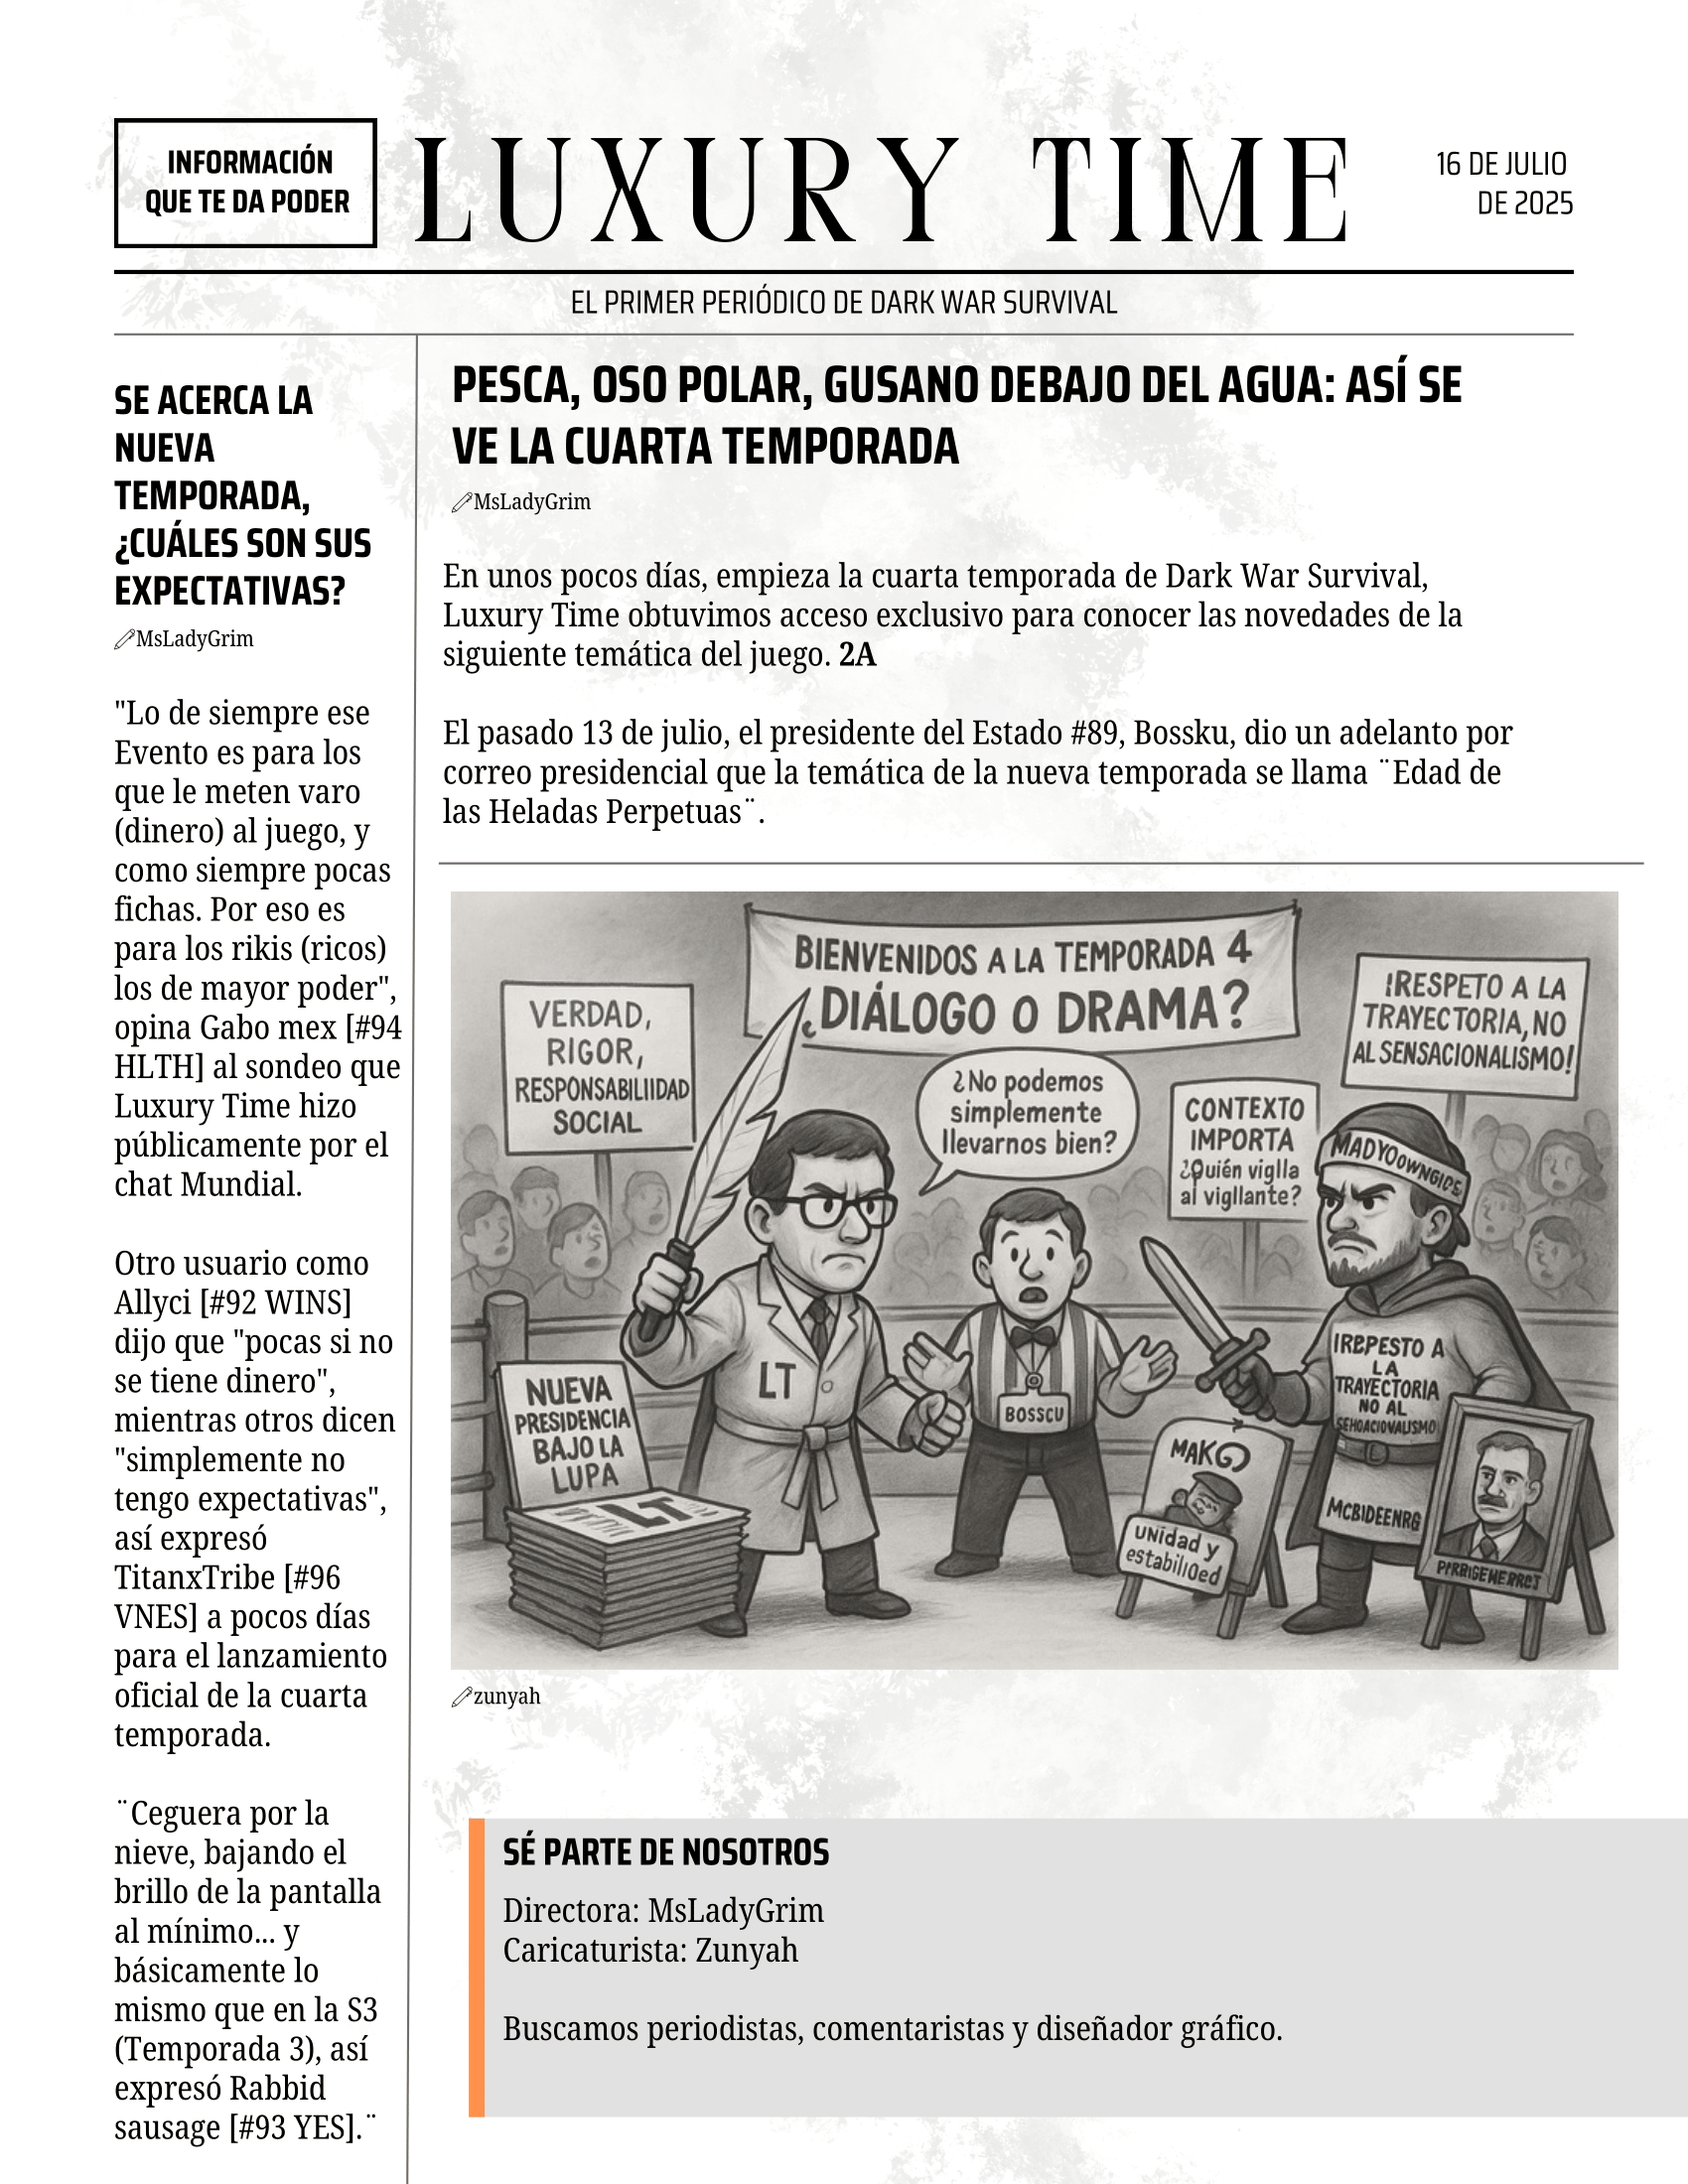 INFORMACIÓN
QUE TE DA PODER
LUXURY TIME
16 DE JULIO
DE 2025
EL PRIMER PERIÓDICO DE DARK WAR SURVIVAL
SE ACERCA LA
NUEVA
TEMPORADA,
¿CUÁLES SON SUS
EXPECTATIVAS?
MsLadyGrim
"Lo de siempre ese
Evento es para los
que le meten varo
(dinero) al juego, y
como siempre pocas
fichas. Por eso es
para los rikis (ricos)
los de mayor poder",
opina Gabo mex [#94
HLTH] al sondeo que
Luxury Time hizo
públicamente por el
chat Mundial.
Otro usuario como
Allyci [#92 WINS]
dijo que "pocas si no
se tiene dinero",
mientras otros dicen
"simplemente no
tengo expectativas",
así expresó
TitanxTribe [#96
VNES] a pocos días
para el lanzamiento
oficial de la cuarta
temporada.
¨Ceguera por la
nieve, bajando el
brillo de la pantalla
al mínimo... y
básicamente lo
mismo que en la S3
(Temporada 3), así
expresó Rabbid
sausage [#93 YES].¨
PESCA, OSO POLAR, GUSANO DEBAJO DEL AGUA: ASÍ SE
VE LA CUARTA TEMPORADA
MsLadyGrim
En unos pocos días, empieza la cuarta temporada de Dark War Survival,
Luxury Time obtuvimos acceso exclusivo para conocer las novedades de la
siguiente temática del juego. 2A
El pasado 13 de julio, el presidente del Estado #89, Bossku, dio un adelanto por
correo presidencial que la temática de la nueva temporada se llama ¨Edad de
las Heladas Perpetuas¨.
BIENVENIDOS A LA TEMPORADA 4
¿DIÁLOGO O DRAMA?
VERDAD,
RIGOR,
RESPONSABILIIDAD
SOCIAL
¿No podemos
simplemente
llevarnos bien?
CONTEXTO
IMPORTA
¿Quién viglla
al vigllante?
!RESPETO A LA
TRAYECTORIA, NO
AL SENSACIONALISMO!
MADYOOWNGICS
LT
BOSSCU
IREPESTO A
LA
TRAYECTORIA
NO AL
MCBIDEENRG
NUEVA
PRESIDENCIA
BAJO LA
LUPA
LT
MAKO
UNidad y
zunyah
SÉ PARTE DE NOSOTROS
Directora: MsLadyGrim
Caricaturista: Zunyah
Buscamos periodistas, comentaristas y diseñador gráfico.